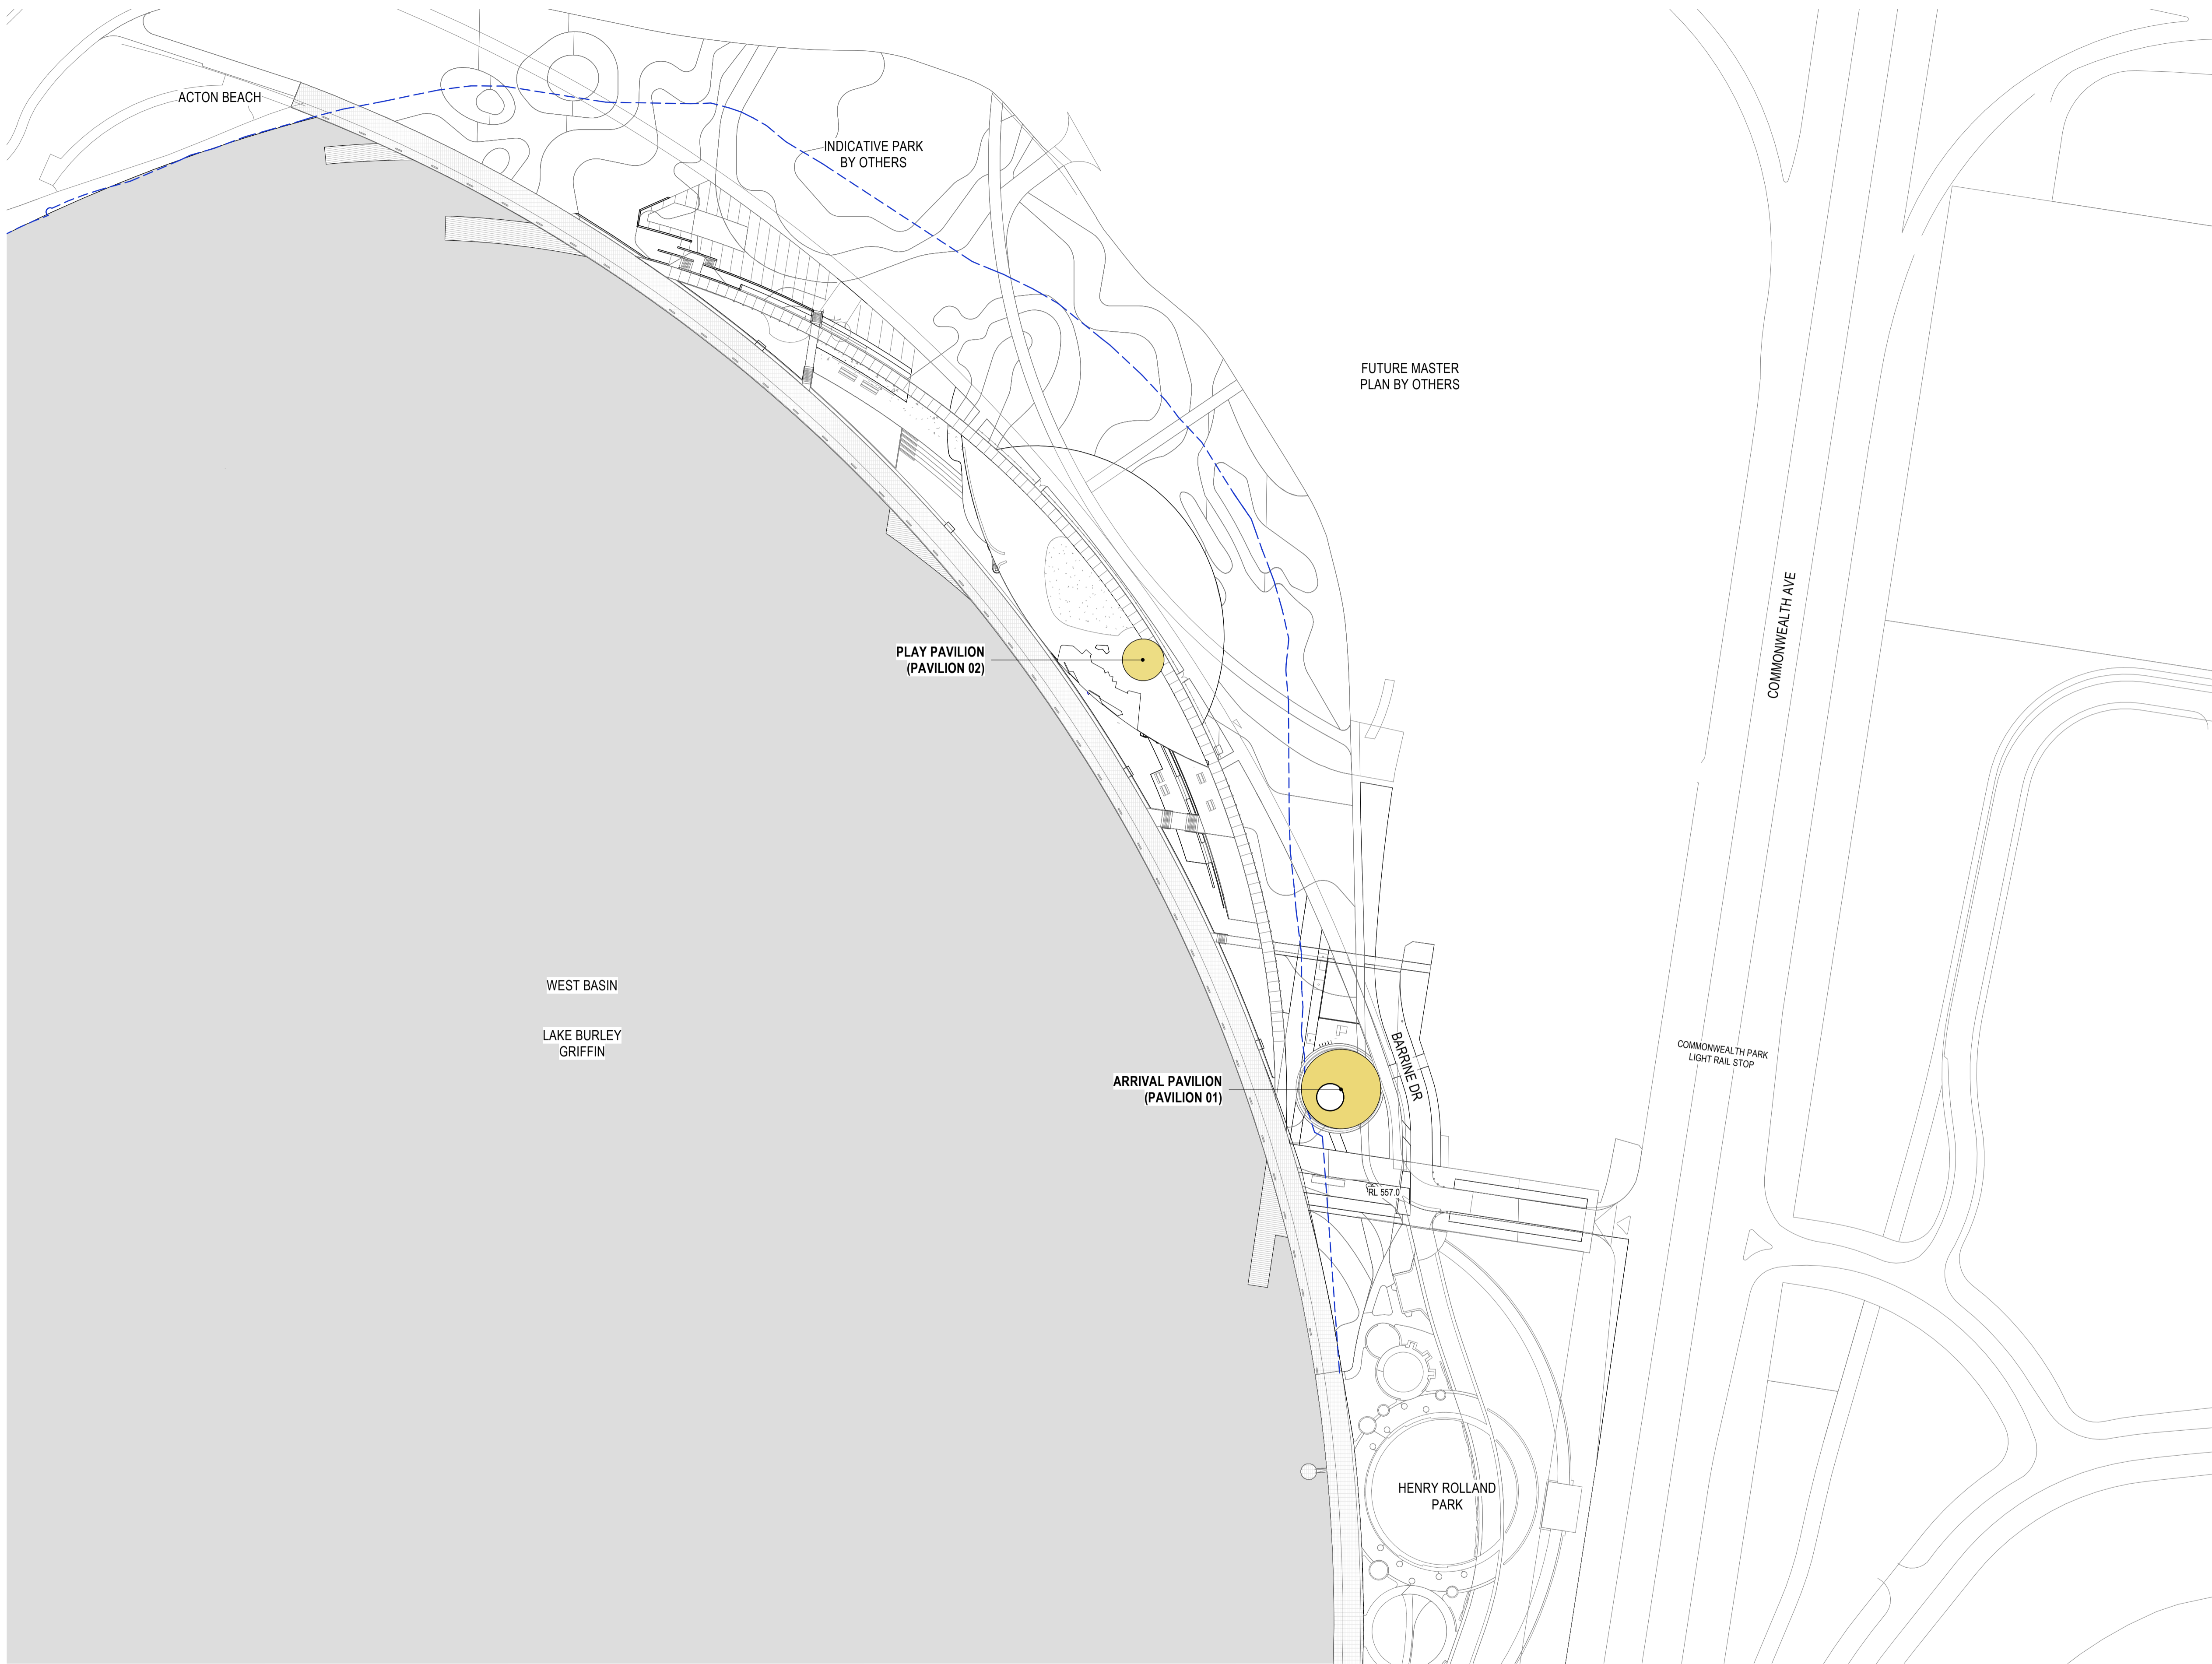 ACTON BEACH
INDICATIVE PARK
BY OTHERS
FUTURE MASTER
PLAN BY OTHERS
COMMONWEALTH AVE
PLAY PAVILION
(PAVILION 02)
WEST BASIN
LAKE BURLEY
GRIFFIN
ARRIVAL PAVILION
(PAVILION 01)
BARRINE DR
COMMONWEALTH PARK
LIGHT RAIL STOP
RL 557.0
HENRY ROLLAND
PARK